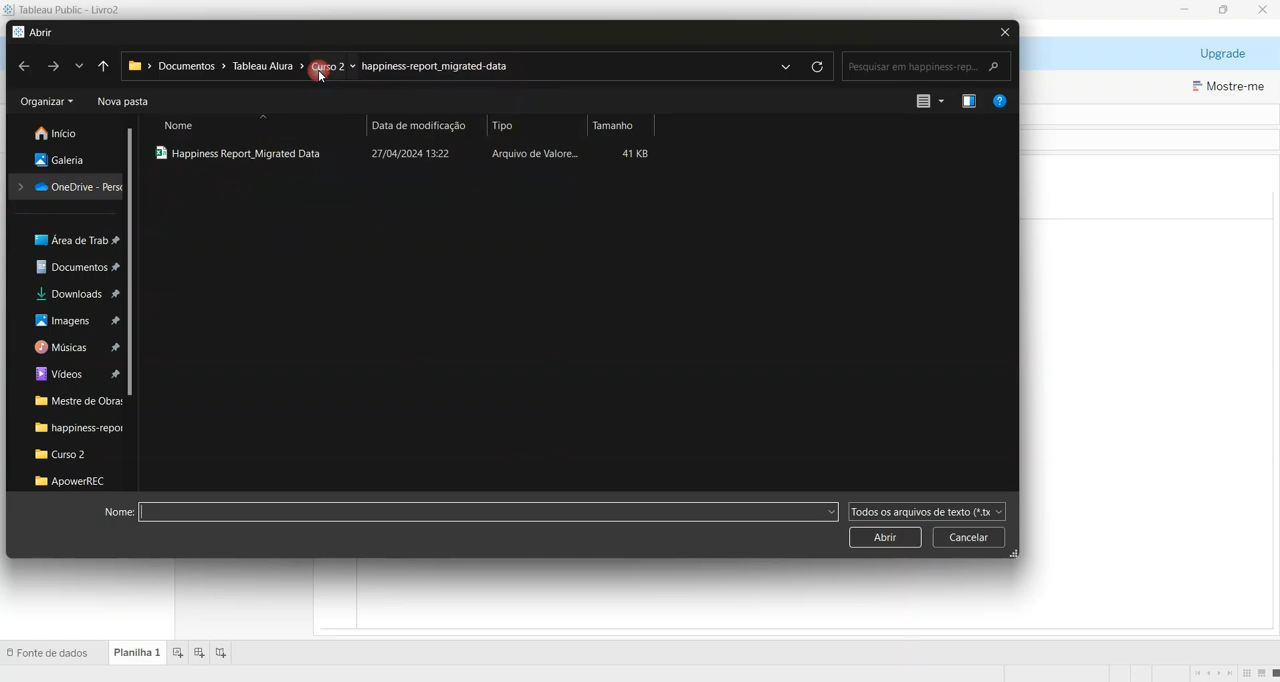 Tableau Public - Livro2
Abrir
Documentos › Tableau Alura › Curso 2 happiness-report_migrated-data
Pesquisar em happiness-rep...
Upgrade
Organizar
Nova pasta
Mostre-me
Nome
Data de modificação
Tipo
Tamanho
Happiness Report_Migrated Data
27/04/2024 13:22
Arquivo de Valore...
41 KB
Início
Galeria
OneDrive - Perso
Área de Trab
Documentos
Downloads
Imagens
Músicas
Vídeos
Mestre de Obras
happiness-repor
Curso 2
ApowerREC
Nome:
Todos os arquivos de texto (*.tx
Abrir
Cancelar
Fonte de dados
Planilha 1